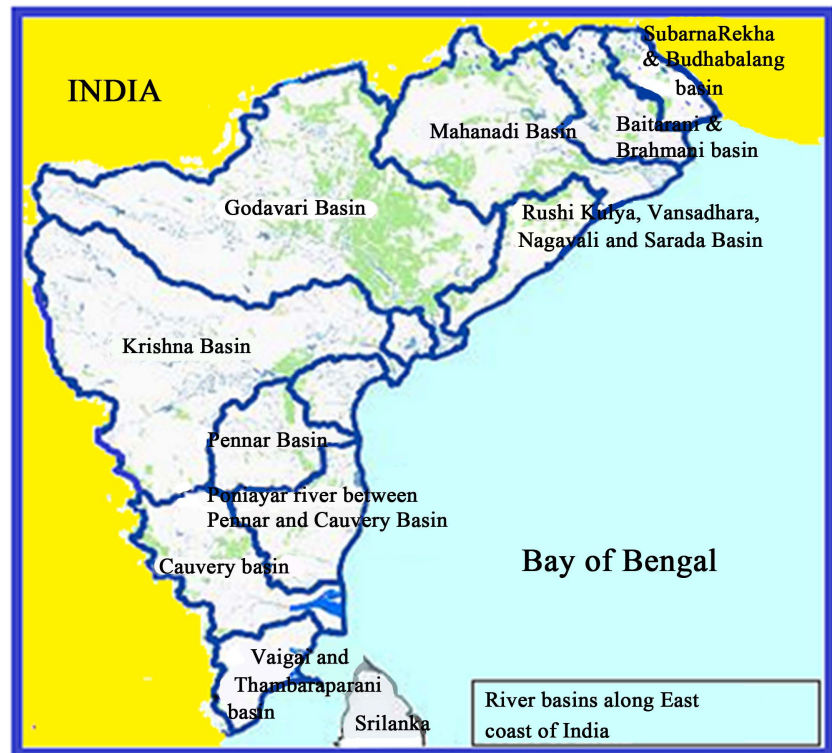 SubarnaRekha
& Budhabalang
basin
INDIA
Mahanadi Basin
Baitarani &
Brahmani basin
Godavari Basin
Rushi Kulya, Vansadhara,
Nagavali and Sarada Basin
Krishna Basin
Pennar Basin
Poniayar river between
Pennar and Cauvery Basin
Bay of Bengal
Cauvery basin
Vaigai and
Thambaraparani
basin
Srilanka
River basins along East
coast of India